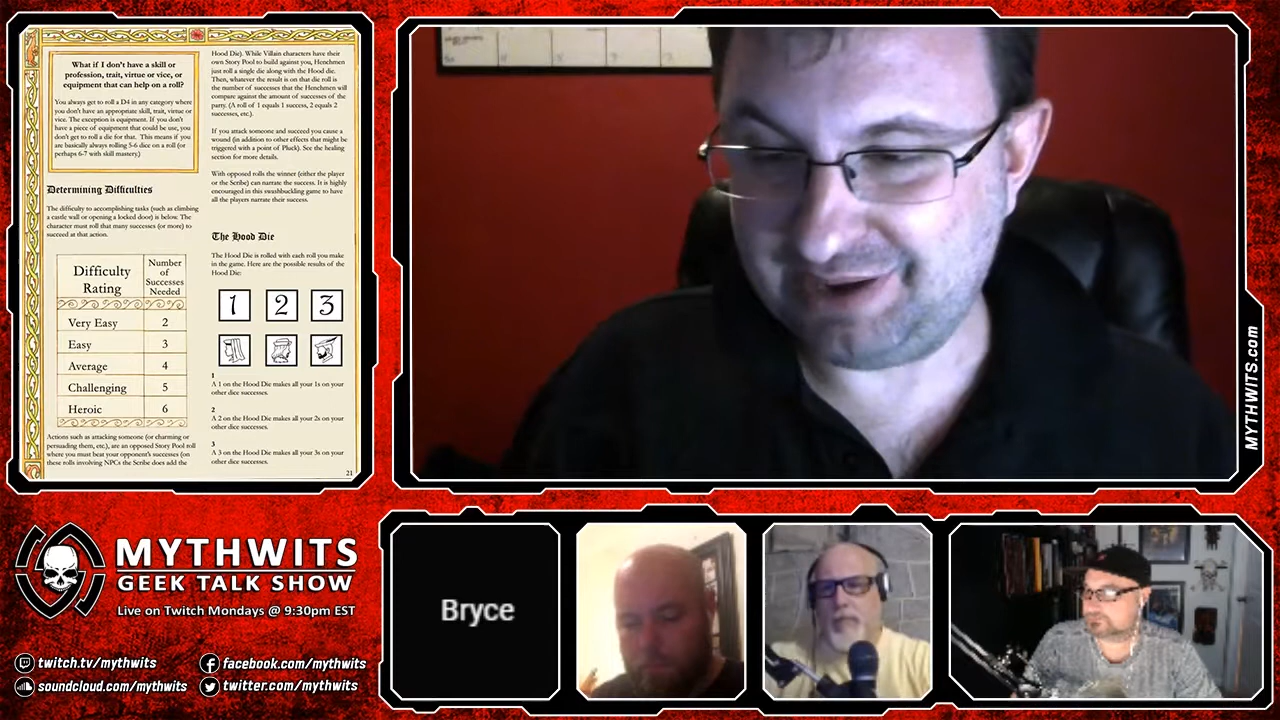 What if I don't have a skill or
profession, trait, virtue or vice, or
equipment that can help on a roll?
You always get to roll a D4 in any category where
you don't have an appropriate skill, trait, virtue or
vice. The exception is equipment. If you don't
have a piece of equipment that could be use, you
don't get to roll a die for that. This means if you
are basically always rolling 5-6 dice on a roll (or
perhaps 6-7 with skill mastery.)
Determining Difficulties
The difficulty to accomplishing tasks (such as climbing
a castle wall or opening a locked door) is below. The
character must roll that many successes (or more) to
succeed at that action.
Difficulty Rating
Number of Successes Needed
Very Easy 2
Easy 3
Average 4
Challenging 5
Heroic 6
Actions such as attacking someone (or charming or
persuading them, etc.), are an opposed Story Pool roll
where you must beat your opponent's successes (on
these rolls involving NPCs the Scribe does add the
Hood Die). While Villain characters have their
own Story Pool to build against you, Henchmen
just roll a single die along with the Hood die.
Then, whatever the result is on that die roll is
the number of successes that the Henchmen will
compare against the amount of successes of the
party. (A roll of 1 equals 1 success, 2 equals 2
successes, etc.).
If you attack someone and succeed you cause a
wound (in addition to other effects that might be
triggered with a point of Pluck). See the healing
section for more details.
With opposed rolls the winner (either the player
or the Scribe) can narrate the success. It is highly
encouraged in this swashbuckling game to have
all the players narrate their success.
The Hood Die
The Hood Die is rolled with each roll you make
in the game. Here are the possible results of the
Hood Die:
1 2 3
1
A 1 on the Hood Die makes all your 1s on your
other dice successes.
2
A 2 on the Hood Die makes all your 2s on your
other dice successes.
3
A 3 on the Hood Die makes all your 3s on your
other dice successes.
21
MYTHWITS.com
MYTHWITS
GEEK TALK SHOW
Live on Twitch Mondays @ 9:30pm EST
twitch.tv/mythwits
facebook.com/mythwits
soundcloud.com/mythwits
twitter.com/mythwits
Bryce